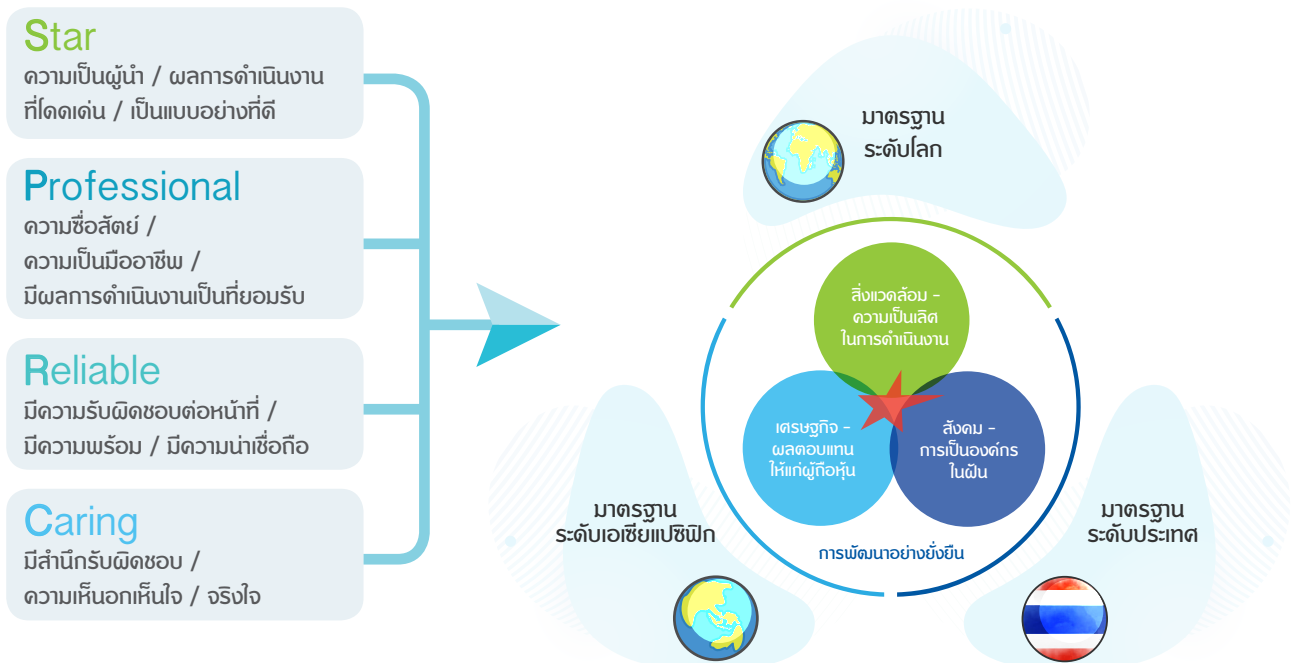 Star
ความเป็นผู้นำ / ผลการดำเนินงาน
ที่โดดเด่น / เป็นแบบอย่างที่ดี
Professional
ความซื่อสัตย์ /
ความเป็นมืออาชีพ /
มีผลการดำเนินงานเป็นที่ยอมรับ
Reliable
มีความรับผิดชอบต่อหน้าที่ /
มีความพร้อม / มีความน่าเชื่อถือ
Caring
มีสำนึกรับผิดชอบ /
ความเห็นอกเห็นใจ / จริงใจ
มาตรฐาน
ระดับโลก
สิ่งแวดล้อม -
ความเป็นเลิศ
ในการดำเนินงาน
เศรษฐกิจ -
ผลตอบแทน
ให้แก่ผู้ถือหุ้น
สังคม -
การเป็นองค์กร
ในฝัน
การพัฒนาอย่างยั่งยืน
มาตรฐาน
ระดับเอเชียแปซิฟิก
มาตรฐาน
ระดับประเทศ